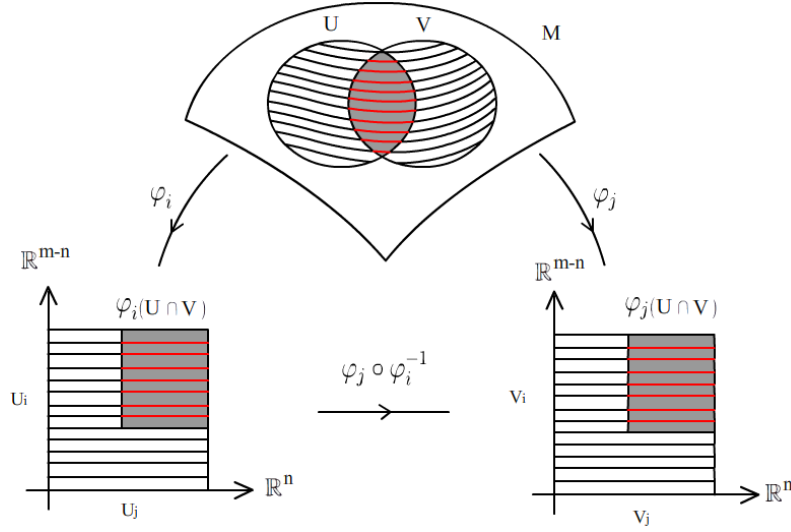 U V M
φi φj
ℝm-n ℝm-n
φi(U ∩ V) φj(U ∩ V)
φj ∘ φi−1
Ui Vi
ℝn ℝn
Uj Vj